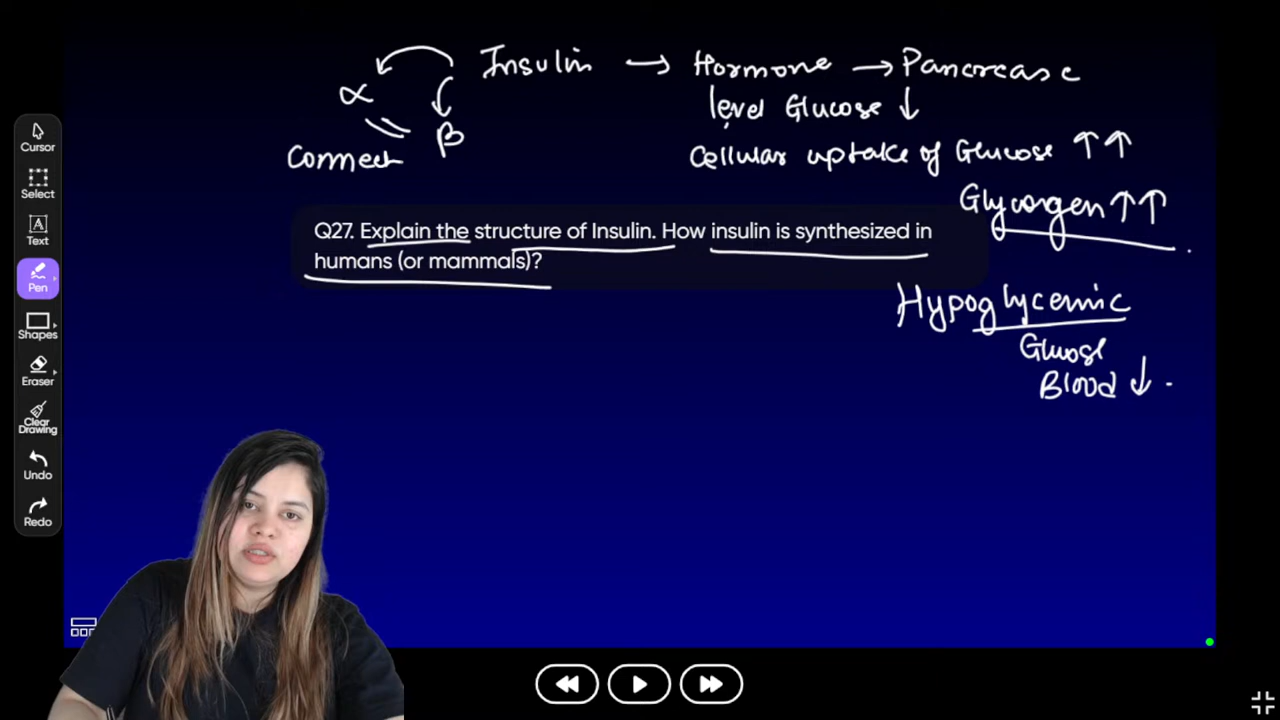 Insulin → Hormone → Pancrease
level Glucose ↓
α
β
Connect
Cellular uptake of Glucose ↑↑
Glycogen ↑↑
Q27. Explain the structure of Insulin. How insulin is synthesized in
humans (or mammals)?
Hypoglycemic
Glucose
Blood ↓
Cursor
Select
Text
Pen
Shapes
Eraser
Clear
Drawing
Undo
Redo